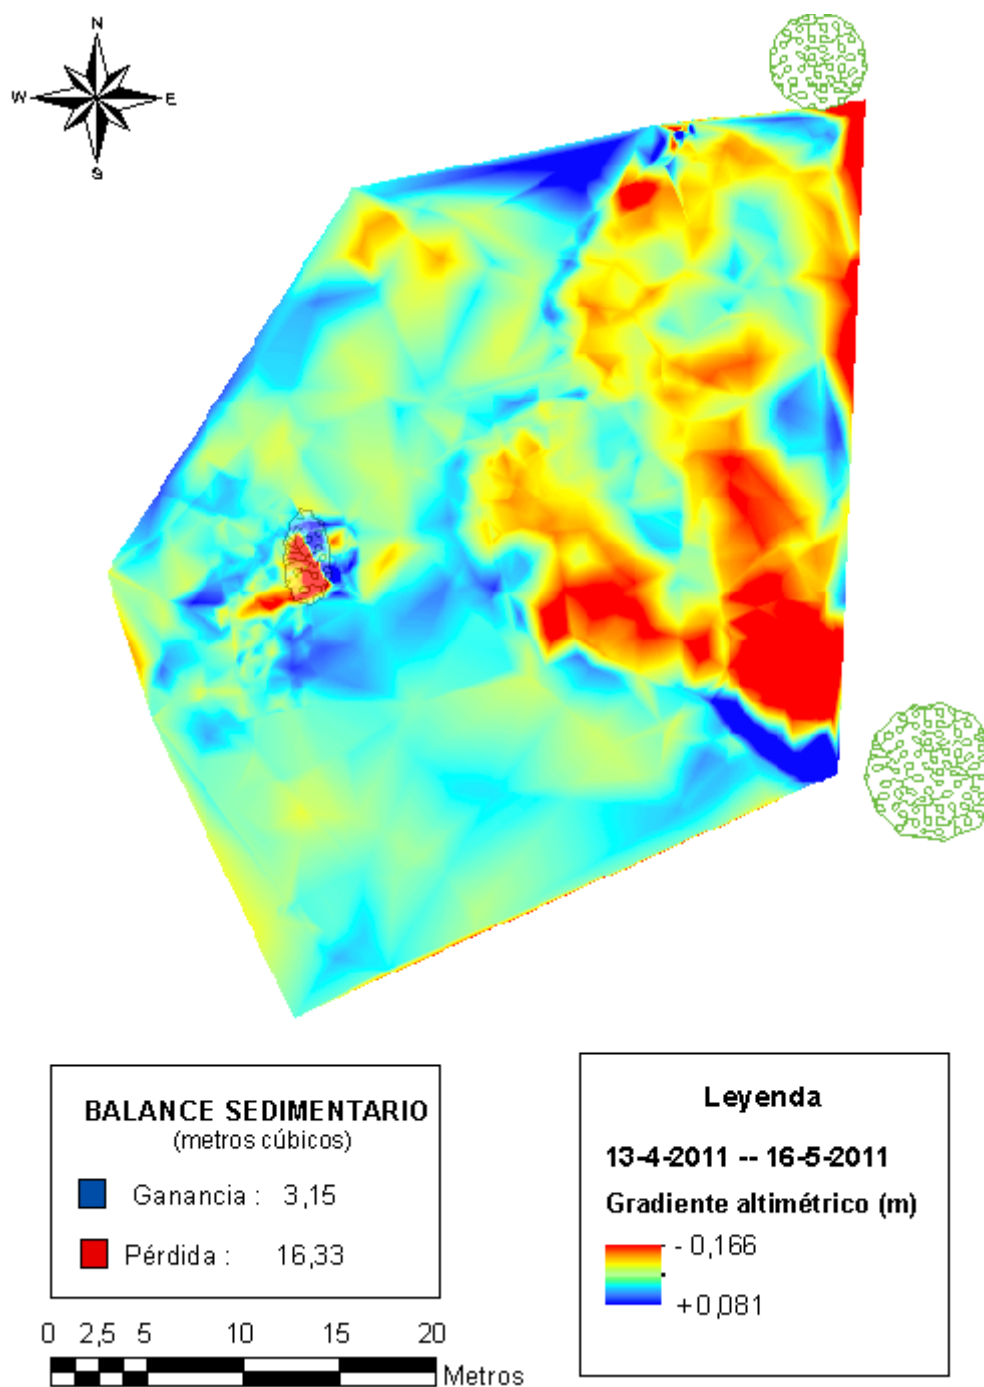 N
W E
S
BALANCE SEDIMENTARIO
(metros cúbicos)
Ganancia : 3,15
Pérdida : 16,33
Leyenda
13-4-2011 -- 16-5-2011
Gradiente altimétrico (m)
- 0,166
+0,081
0 2,5 5 10 15 20
Metros